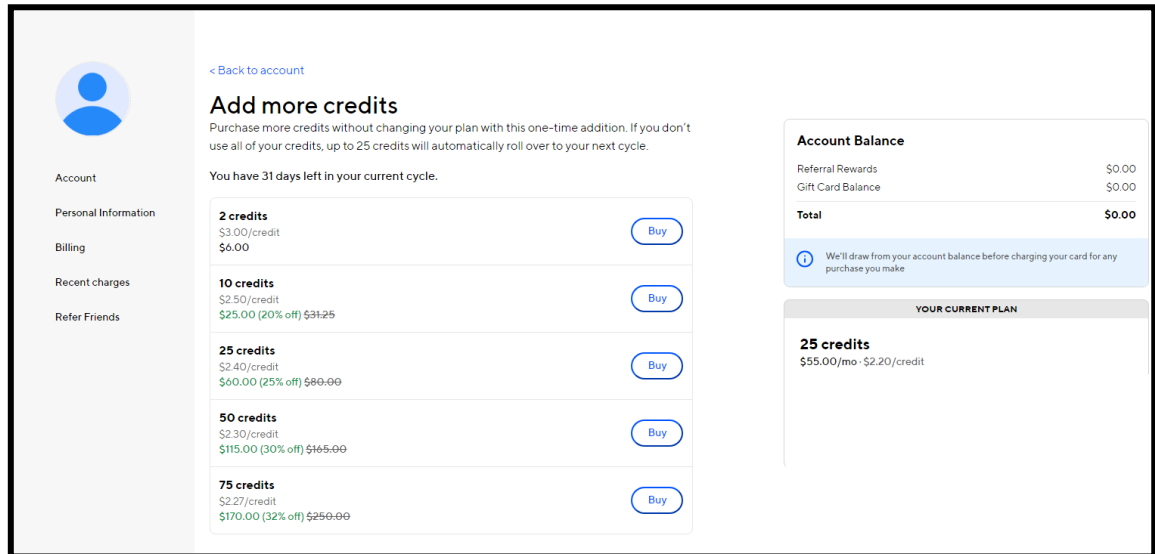 < Back to account
Add more credits
Purchase more credits without changing your plan with this one-time addition. If you don't
use all of your credits, up to 25 credits will automatically roll over to your next cycle.
You have 31 days left in your current cycle.
Account
Personal Information
Billing
Recent charges
Refer Friends
2 credits
$3.00/credit
$6.00
Buy
10 credits
$2.50/credit
$25.00 (20% off) $31.25
Buy
25 credits
$2.40/credit
$60.00 (25% off) $80.00
Buy
50 credits
$2.30/credit
$115.00 (30% off) $165.00
Buy
75 credits
$2.27/credit
$170.00 (32% off) $250.00
Buy
Account Balance
Referral Rewards $0.00
Gift Card Balance $0.00
Total $0.00
We'll draw from your account balance before charging your card for any
purchase you make
YOUR CURRENT PLAN
25 credits
$55.00/mo · $2.20/credit